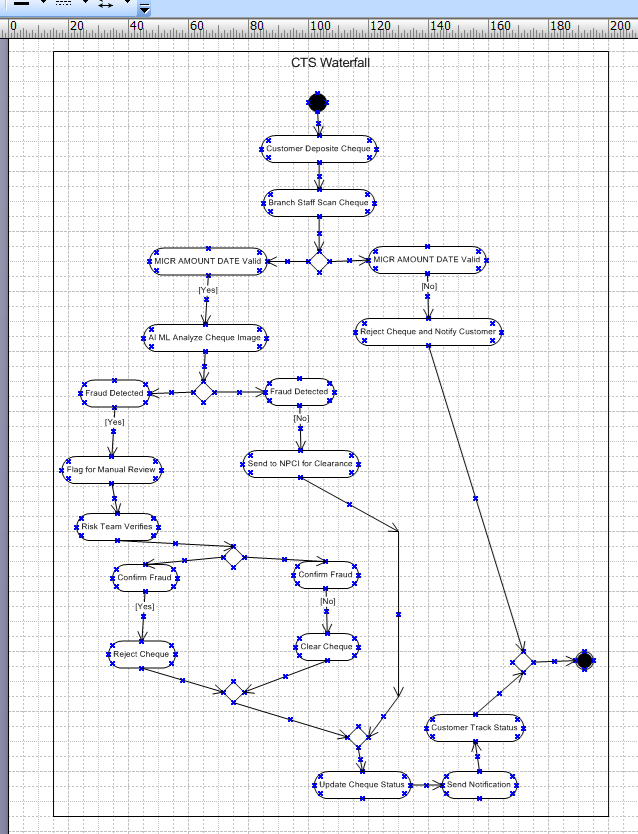 20 40 60 80 100 120 140 160 180 200
CTS Waterfall
Customer Deposite Cheque
Branch Staff Scan Cheque
MICR AMOUNT DATE Valid
MICR AMOUNT DATE Valid
[Yes]
[No]
AI ML Analyze Cheque Image
Reject Cheque and Notify Customer
Fraud Detected
Fraud Detected
[Yes]
[No]
Flag for Manual Review
Send to NPCI for Clearance
Risk Team Verifies
Confirm Fraud
Confirm Fraud
[Yes]
[No]
Reject Cheque
Clear Cheque
Customer Track Status
Update Cheque Status
Send Notification